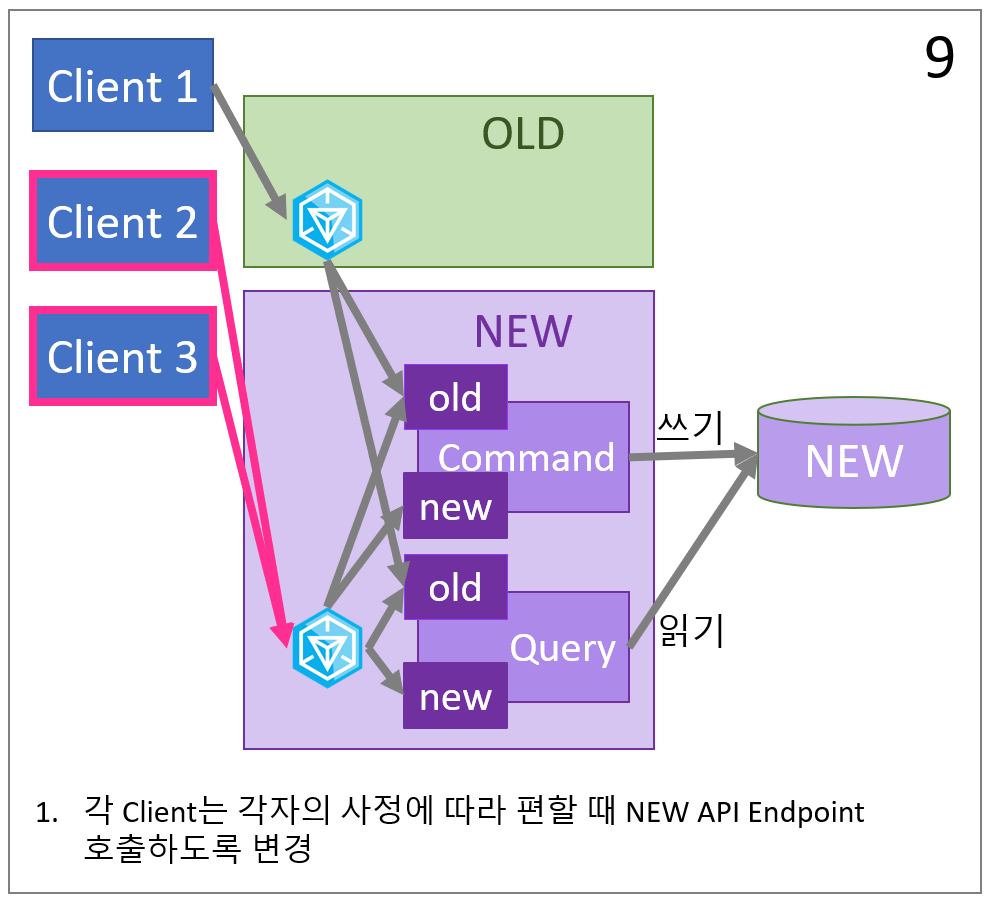 9
Client 1
OLD
Client 2
NEW
Client 3
old
쓰기
Command
NEW
new
old
읽기
Query
new
1. 각 Client는 각자의 사정에 따라 편할 때 NEW API Endpoint
호출하도록 변경